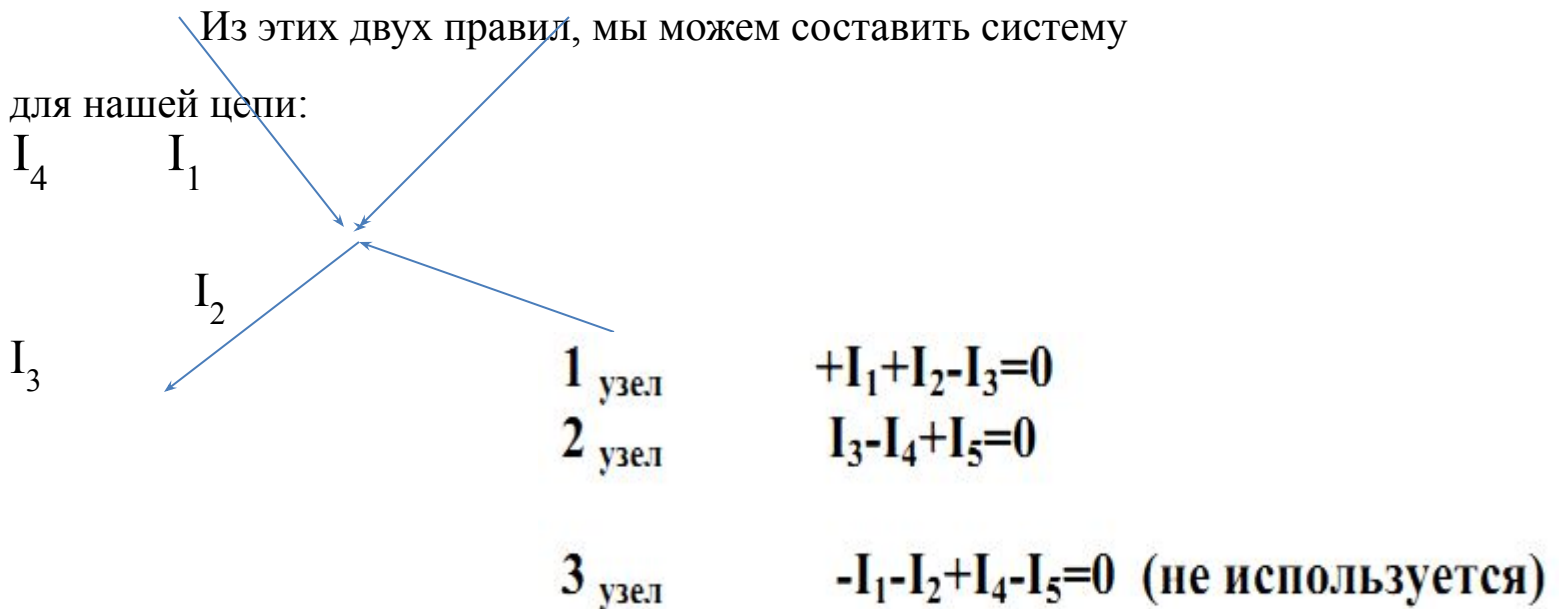 Из этих двух правил, мы можем составить систему
для нашей цепи:
I₄ I₁
I₂
I₃
1 узел +I₁+I₂-I₃=0
2 узел I₃-I₄+I₅=0
3 узел -I₁-I₂+I₄-I₅=0 (не используется)